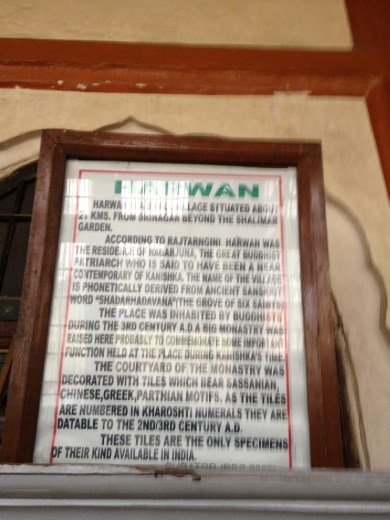 HARWAN
HARWAN VILLAGE SITUATED ABOUT
21 KMS. FROM SRINAGAR BEYOND THE SHALIMAR
GARDEN.
ACCORDING TO RAJTARHGINI. HARWAN WAS
THE RESIDENCE OF NAGARJUNA, THE GREAT BUDDHIST
PATRIARCH WHO IS SAID TO HAVE BEEN A NEAR
CONTEMPORARY OF KANISHKA. THE NAME OF THE VILLAGE
IS PHONETICALLY DERIVED FROM ANCIENT SANSKRIT
WORD "SHADARHADAVANA"(THE GROVE OF SIX SAINTS)
THE PLACE WAS INHABITED BY BUDDHISTS
DURING THE 3RD CENTURY A.D A BIG MONASTRY WAS
RAISED HERE PROBABLY TO COMMEMORATE SOME IMPORTANT
FUNCTION HELD AT THE PLACE DURING KANISHKA'S TIME.
THE COURTYARD OF THE MONASTRY WAS
DECORATED WITH TILES WHICH BEAR SASSANIAN,
CHINESE,GREEK,PARTHIAN MOTIFS. AS THE TILES
ARE NUMBERED IN KHAROSHTI NUMERALS THEY ARE
DATABLE TO THE 2ND/3RD CENTURY A.D.
THESE TILES ARE THE ONLY SPECIMENS
OF THEIR KIND AVAILABLE IN INDIA.
CURATOR